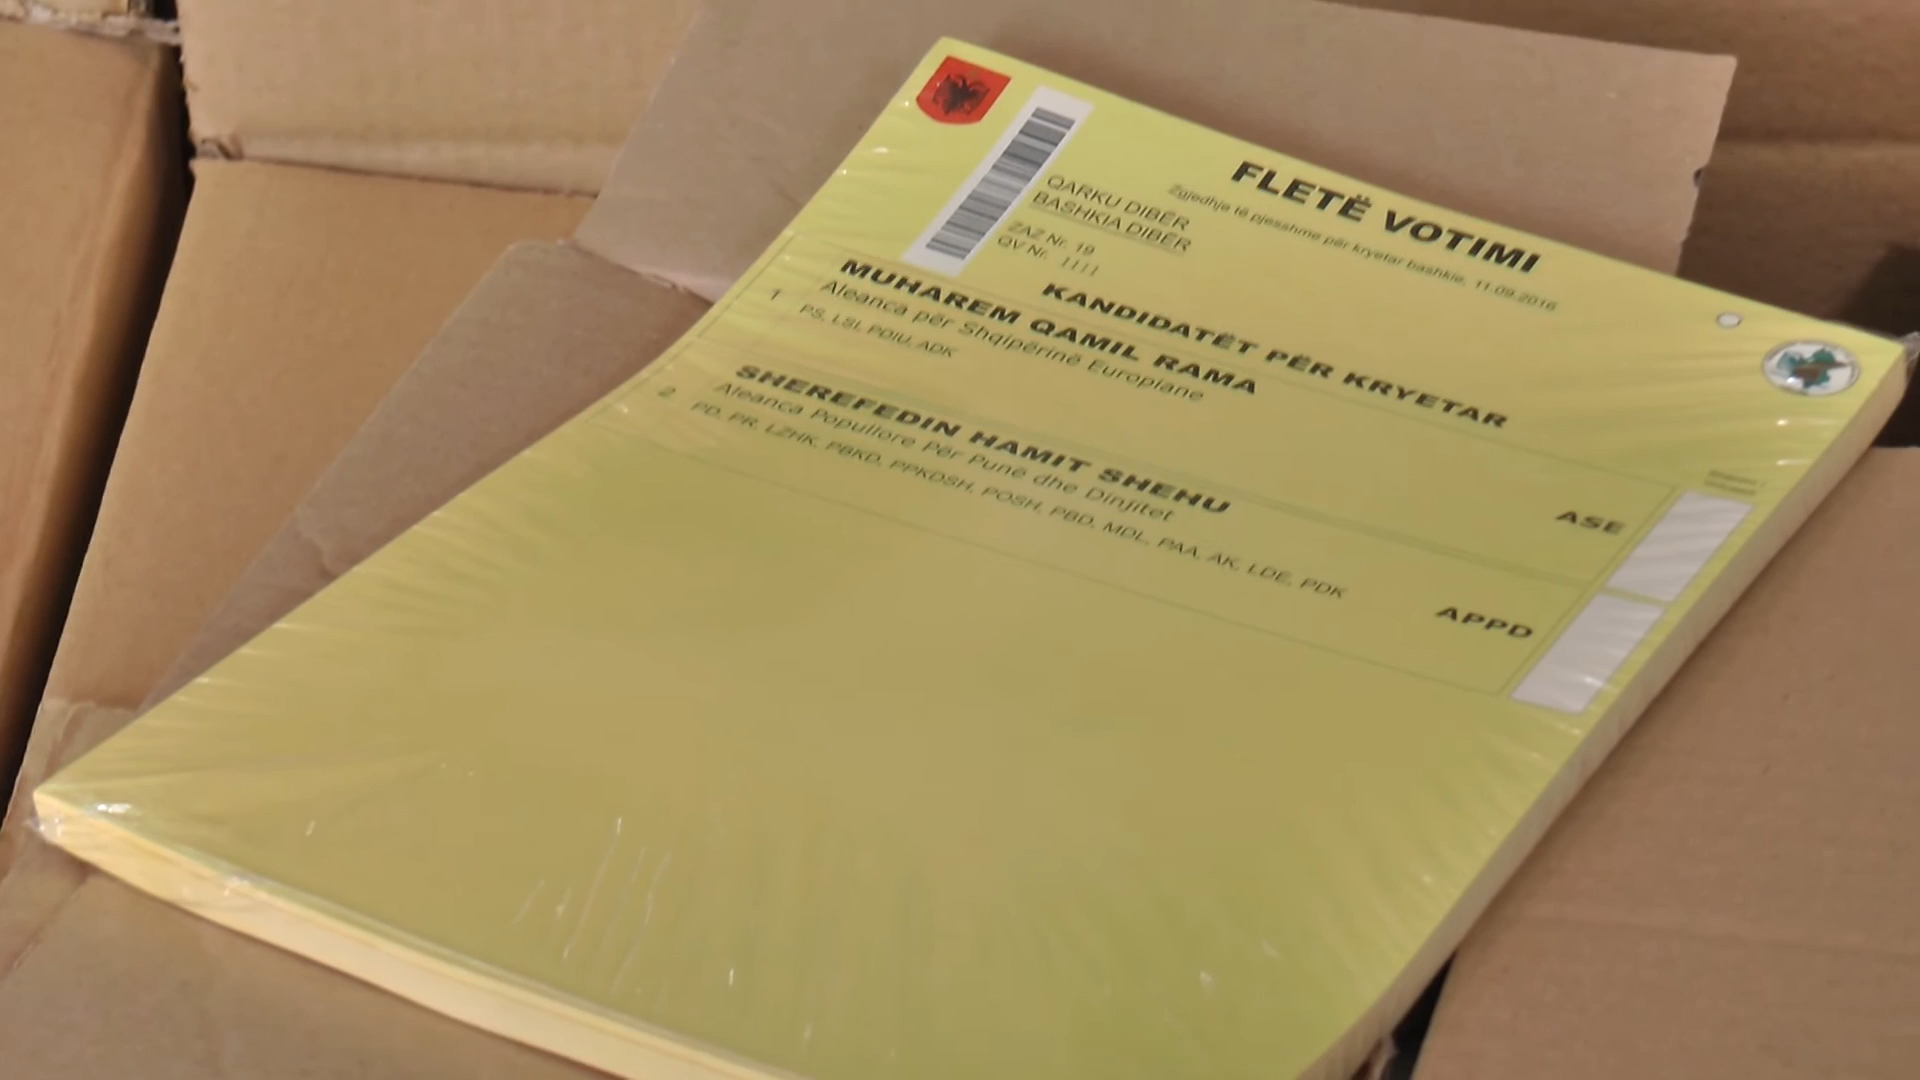 FLETË VOTIMI
Zgjedhje të pjesshme për kryetar bashkie, 11.09.2016
QARKU DIBËR
BASHKIA DIBËR
ZAZ Nr. 19
QV Nr. 1111
KANDIDATËT PËR KRYETAR
1 MUHAREM QAMIL RAMA
Aleanca për Shqipërinë Europiane
PS, LSI, PDIU, ADK
ASE
2 SHEREFEDIN HAMIT SHEHU
Aleanca Popullore Për Punë dhe Dinjitet
PD, PR, LZHK, PBKD, PPKDSH, POSH, PBD, MDL, PAA, AK, LDE, PDK
APPD